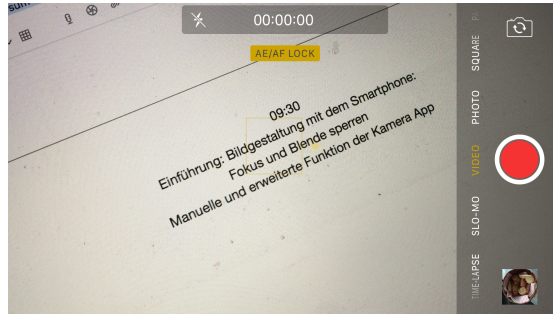 sum
00:00:00
AE/AF LOCK
09:30
Einführung: Bildgestaltung mit dem Smartphone:
Fokus und Blende sperren
Manuelle und erweiterte Funktion der Kamera App
SQUARE
PHOTO
VIDEO
SLO-MO
TIME-LAPSE